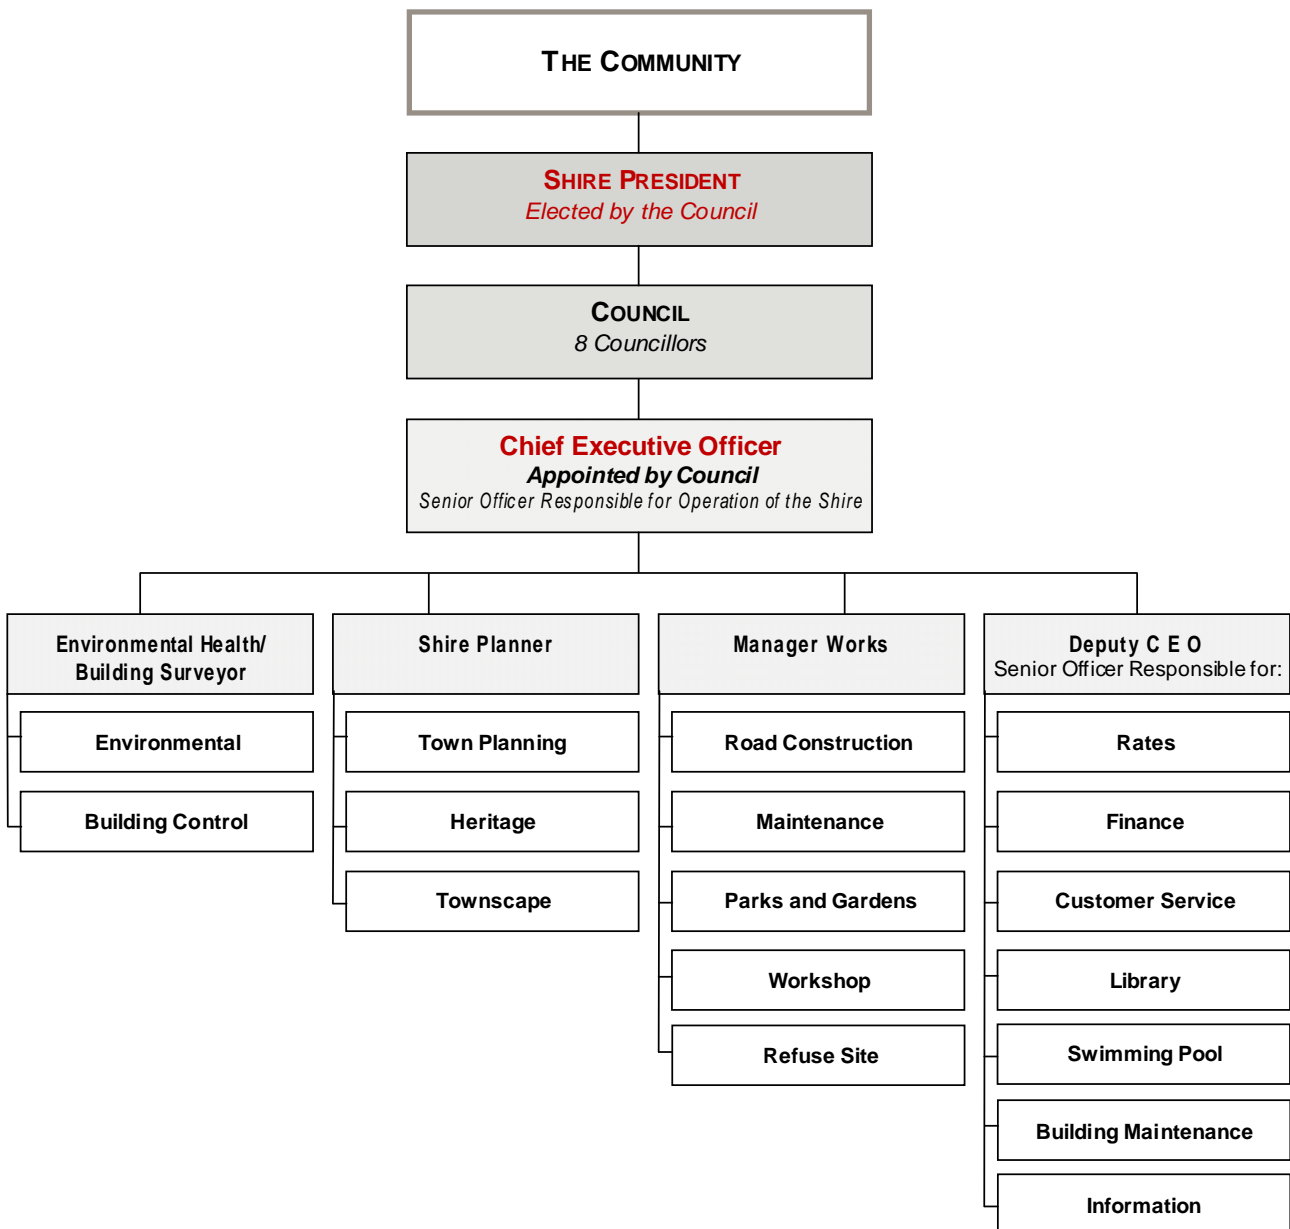 THE COMMUNITY
SHIRE PRESIDENT
Elected by the Council
COUNCIL
8 Councillors
Chief Executive Officer
Appointed by Council
Senior Officer Responsible for Operation of the Shire
Environmental Health/
Building Surveyor
Environmental
Building Control
Shire Planner
Town Planning
Heritage
Townscape
Manager Works
Road Construction
Maintenance
Parks and Gardens
Workshop
Refuse Site
Deputy C E O
Senior Officer Responsible for:
Rates
Finance
Customer Service
Library
Swimming Pool
Building Maintenance
Information